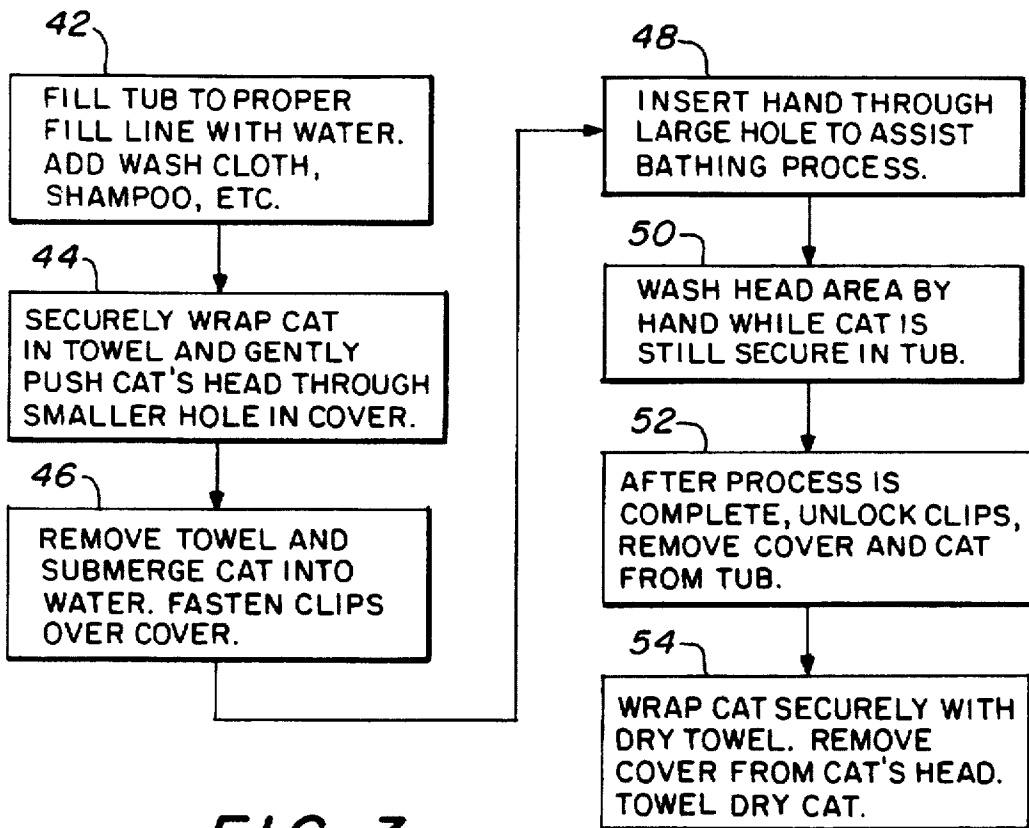 42
FILL TUB TO PROPER
FILL LINE WITH WATER.
ADD WASH CLOTH,
SHAMPOO, ETC.
44
SECURELY WRAP CAT
IN TOWEL AND GENTLY
PUSH CAT'S HEAD THROUGH
SMALLER HOLE IN COVER.
46
REMOVE TOWEL AND
SUBMERGE CAT INTO
WATER. FASTEN CLIPS
OVER COVER.
48
INSERT HAND THROUGH
LARGE HOLE TO ASSIST
BATHING PROCESS.
50
WASH HEAD AREA BY
HAND WHILE CAT IS
STILL SECURE IN TUB.
52
AFTER PROCESS IS
COMPLETE, UNLOCK CLIPS,
REMOVE COVER AND CAT
FROM TUB.
54
WRAP CAT SECURELY WITH
DRY TOWEL. REMOVE
COVER FROM CAT'S HEAD.
TOWEL DRY CAT.